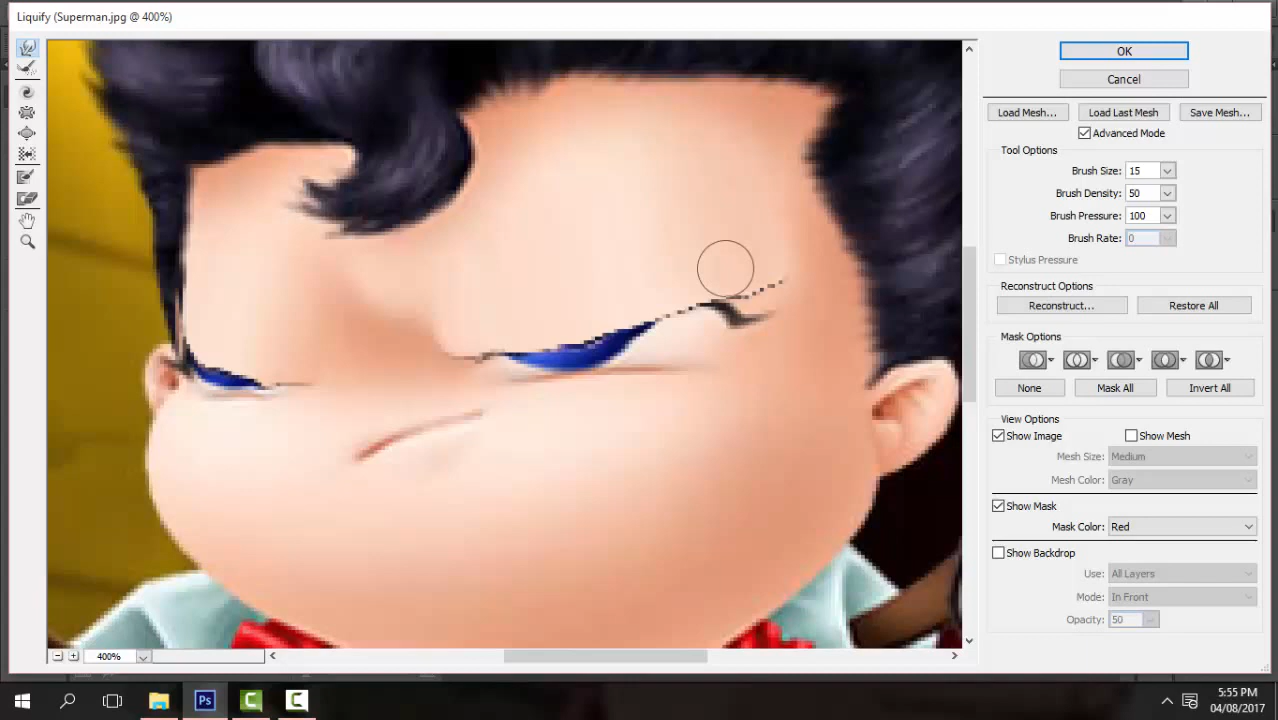 Liquify (Superman.jpg @ 400%)
OK
Cancel
Load Mesh... Load Last Mesh Save Mesh...
Advanced Mode
Tool Options
Brush Size: 15
Brush Density: 50
Brush Pressure: 100
Brush Rate: 0
Stylus Pressure
Reconstruct Options
Reconstruct... Restore All
Mask Options
None Mask All Invert All
View Options
Show Image Show Mesh
Mesh Size: Medium
Mesh Color: Gray
Show Mask
Mask Color: Red
Show Backdrop
Use: All Layers
Mode: In Front
Opacity: 50
400%
Ps
5:55 PM
04/08/2017